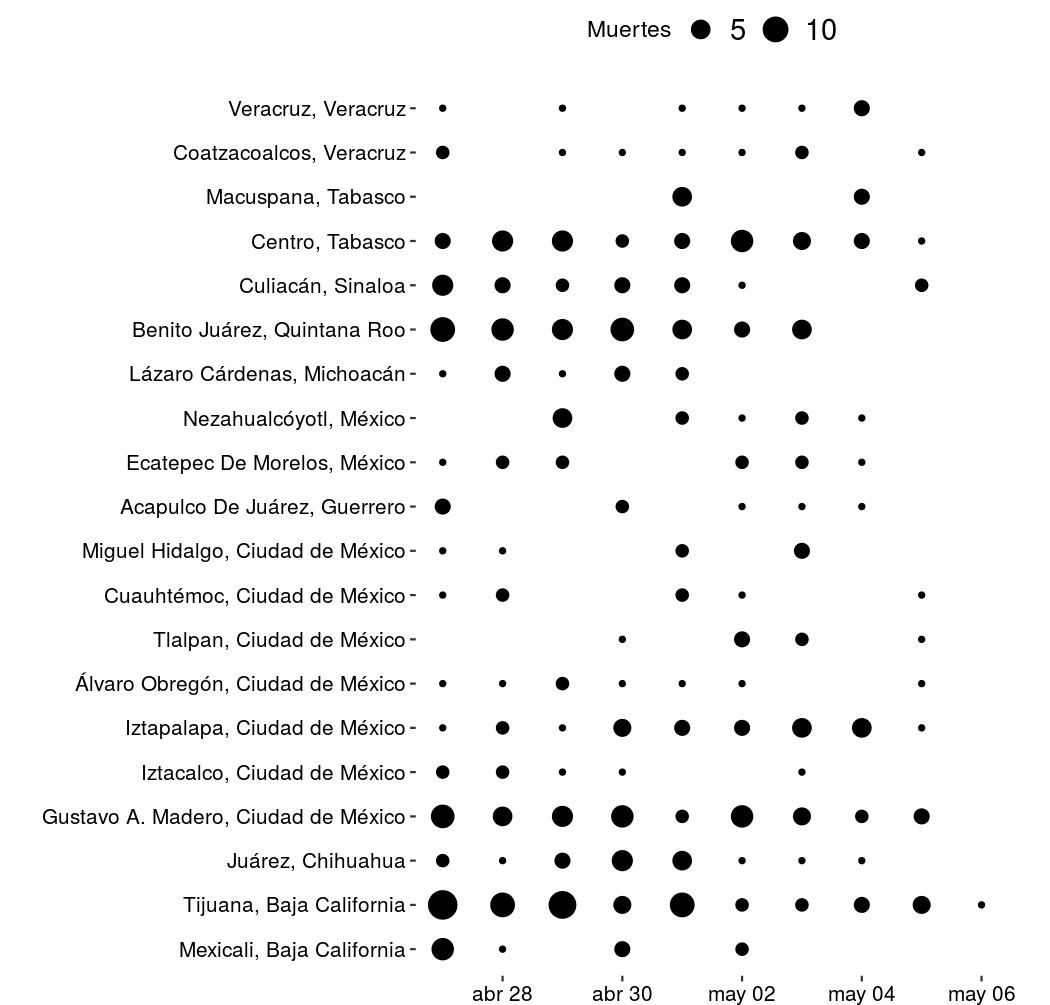 Muertes 5 10
Veracruz, Veracruz
Coatzacoalcos, Veracruz
Macuspana, Tabasco
Centro, Tabasco
Culiacán, Sinaloa
Benito Juárez, Quintana Roo
Lázaro Cárdenas, Michoacán
Nezahualcóyotl, México
Ecatepec De Morelos, México
Acapulco De Juárez, Guerrero
Miguel Hidalgo, Ciudad de México
Cuauhtémoc, Ciudad de México
Tlalpan, Ciudad de México
Álvaro Obregón, Ciudad de México
Iztapalapa, Ciudad de México
Iztacalco, Ciudad de México
Gustavo A. Madero, Ciudad de México
Juárez, Chihuahua
Tijuana, Baja California
Mexicali, Baja California
abr 28 abr 30 may 02 may 04 may 06